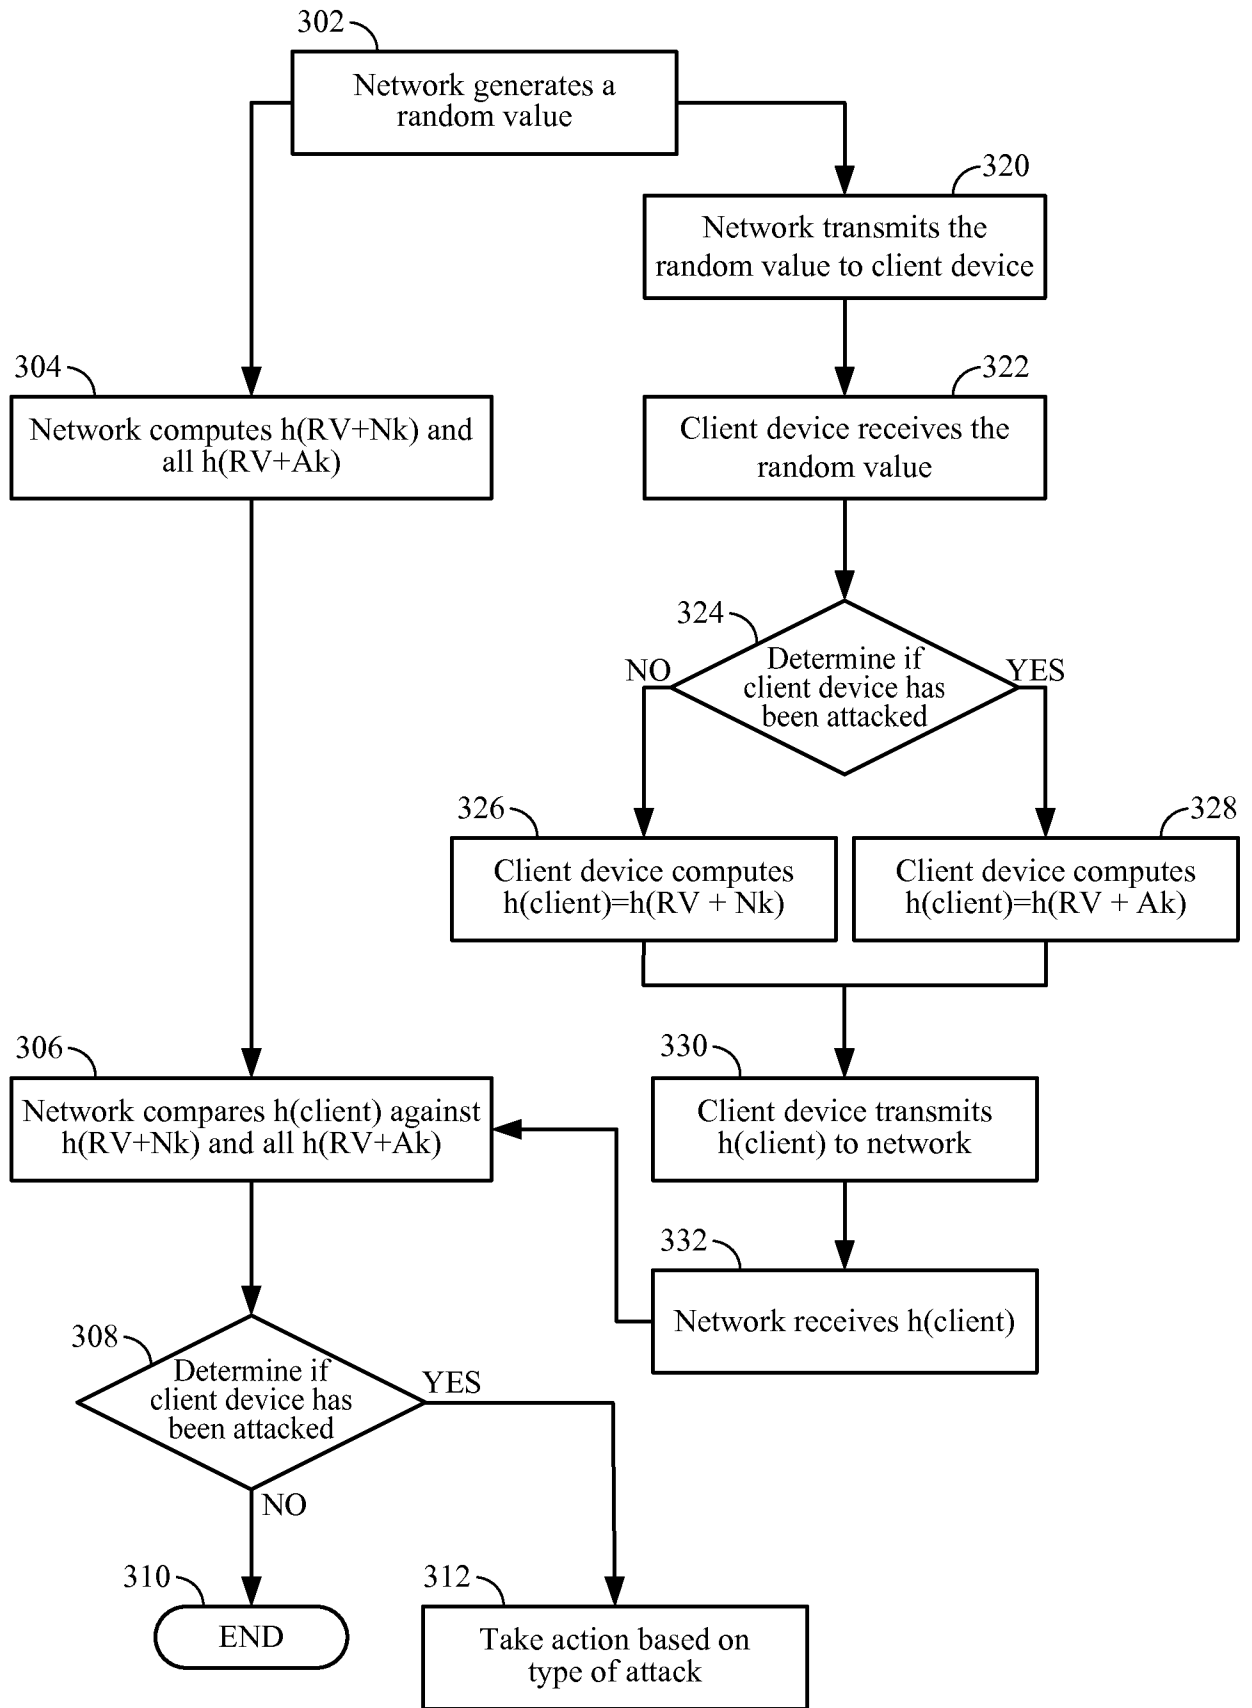 302
Network generates a
random value
320
Network transmits the
random value to client device
304
Network computes h(RV+Nk) and
all h(RV+Ak)
322
Client device receives the
random value
324
Determine if
client device has
been attacked
NO
YES
326
Client device computes
h(client)=h(RV + Nk)
328
Client device computes
h(client)=h(RV + Ak)
306
Network compares h(client) against
h(RV+Nk) and all h(RV+Ak)
330
Client device transmits
h(client) to network
332
Network receives h(client)
308
Determine if
client device has
been attacked
YES
NO
310
END
312
Take action based on
type of attack